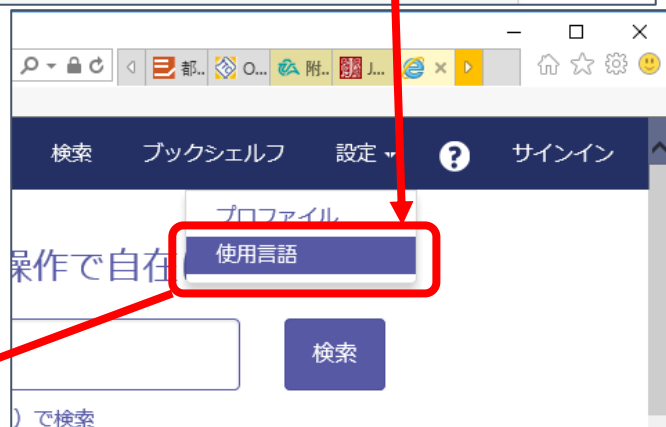 都.. O... 附.. J...
検索 ブックシェルフ 設定 ? サインイン
プロファイル
使用言語
操作で自在
検索
) で検索